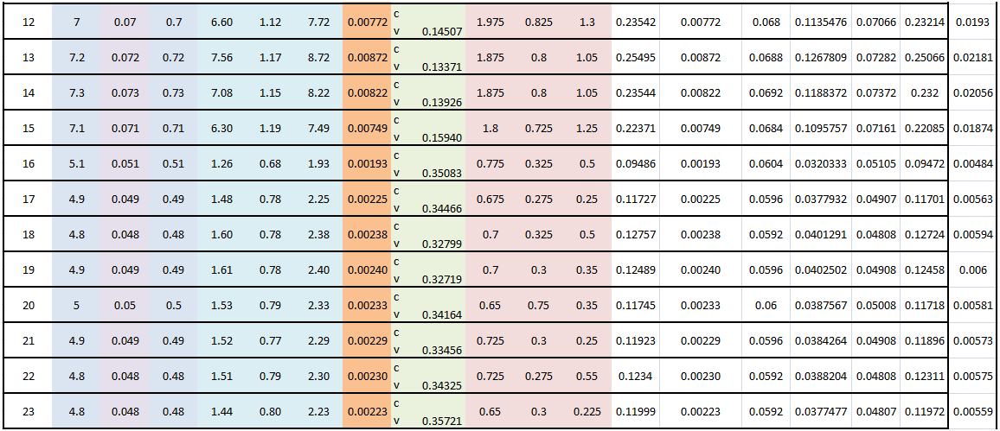 12 7 0.07 0.7 6.60 1.12 7.72 0.00772 c v 0.14507 1.975 0.825 1.3 0.23542 0.00772 0.068 0.1135476 0.07066 0.23214 0.0193
13 7.2 0.072 0.72 7.56 1.17 8.72 0.00872 c v 0.13371 1.875 0.8 1.05 0.25495 0.00872 0.0688 0.1267809 0.07282 0.25066 0.02181
14 7.3 0.073 0.73 7.08 1.15 8.22 0.00822 c v 0.13926 1.875 0.8 1.05 0.23544 0.00822 0.0692 0.1188372 0.07372 0.232 0.02056
15 7.1 0.071 0.71 6.30 1.19 7.49 0.00749 c v 0.15940 1.8 0.725 1.25 0.22371 0.00749 0.0684 0.1095757 0.07161 0.22085 0.01874
16 5.1 0.051 0.51 1.26 0.68 1.93 0.00193 c v 0.35083 0.775 0.325 0.5 0.09486 0.00193 0.0604 0.0320333 0.05105 0.09472 0.00484
17 4.9 0.049 0.49 1.48 0.78 2.25 0.00225 c v 0.34466 0.675 0.275 0.25 0.11727 0.00225 0.0596 0.0377932 0.04907 0.11701 0.00563
18 4.8 0.048 0.48 1.60 0.78 2.38 0.00238 c v 0.32799 0.7 0.325 0.5 0.12757 0.00238 0.0592 0.0401291 0.04808 0.12724 0.00594
19 4.9 0.049 0.49 1.61 0.78 2.40 0.00240 c v 0.32719 0.7 0.3 0.35 0.12489 0.00240 0.0596 0.0402502 0.04908 0.12458 0.006
20 5 0.05 0.5 1.53 0.79 2.33 0.00233 c v 0.34164 0.65 0.75 0.35 0.11745 0.00233 0.06 0.0387567 0.05008 0.11718 0.00581
21 4.9 0.049 0.49 1.52 0.77 2.29 0.00229 c v 0.33456 0.725 0.3 0.25 0.11923 0.00229 0.0596 0.0384264 0.04908 0.11896 0.00573
22 4.8 0.048 0.48 1.51 0.79 2.30 0.00230 c v 0.34325 0.725 0.275 0.55 0.1234 0.00230 0.0592 0.0388204 0.04808 0.12311 0.00575
23 4.8 0.048 0.48 1.44 0.80 2.23 0.00223 c v 0.35721 0.65 0.3 0.225 0.11999 0.00223 0.0592 0.0377477 0.04807 0.11972 0.00559